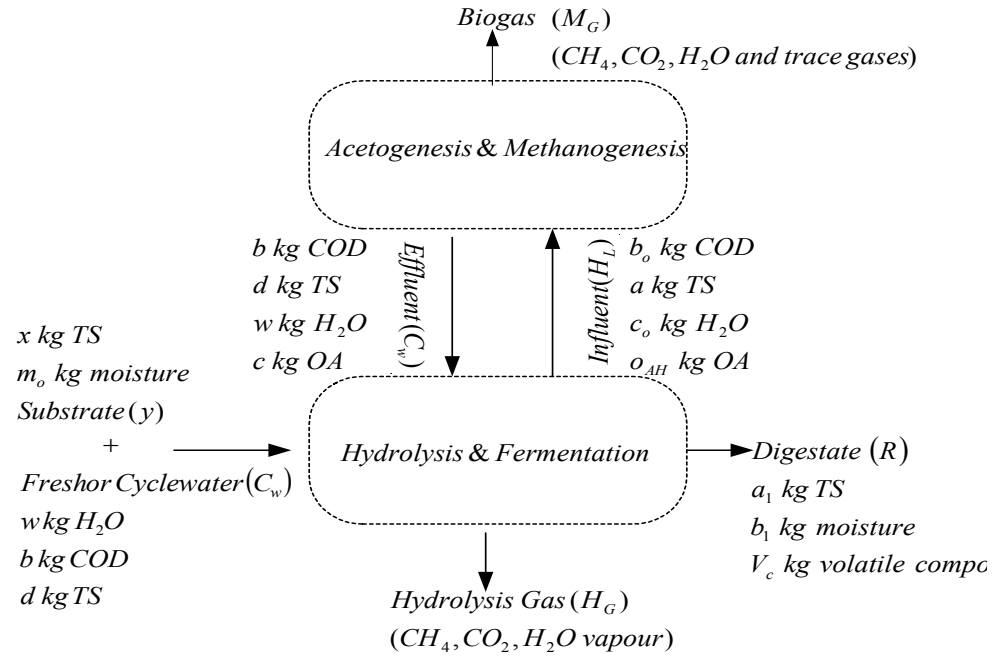 Biogas (M_G)
(CH_4, CO_2, H_2O and trace gases)
Acetogenesis & Methanogenesis
b kg COD
d kg TS
w kg H_2O
c kg OA
Effluent (C_w)
Influent (H_L)
b_o kg COD
a kg TS
c_o kg H_2O
o_{AH} kg OA
x kg TS
m_o kg moisture
Substrate (y)
+
Freshor Cyclewater (C_w)
w kg H_2O
b kg COD
d kg TS
Hydrolysis & Fermentation
Digestate (R)
a_1 kg TS
b_1 kg moisture
V_c kg volatile compo
Hydrolysis Gas (H_G)
(CH_4, CO_2, H_2O vapour)